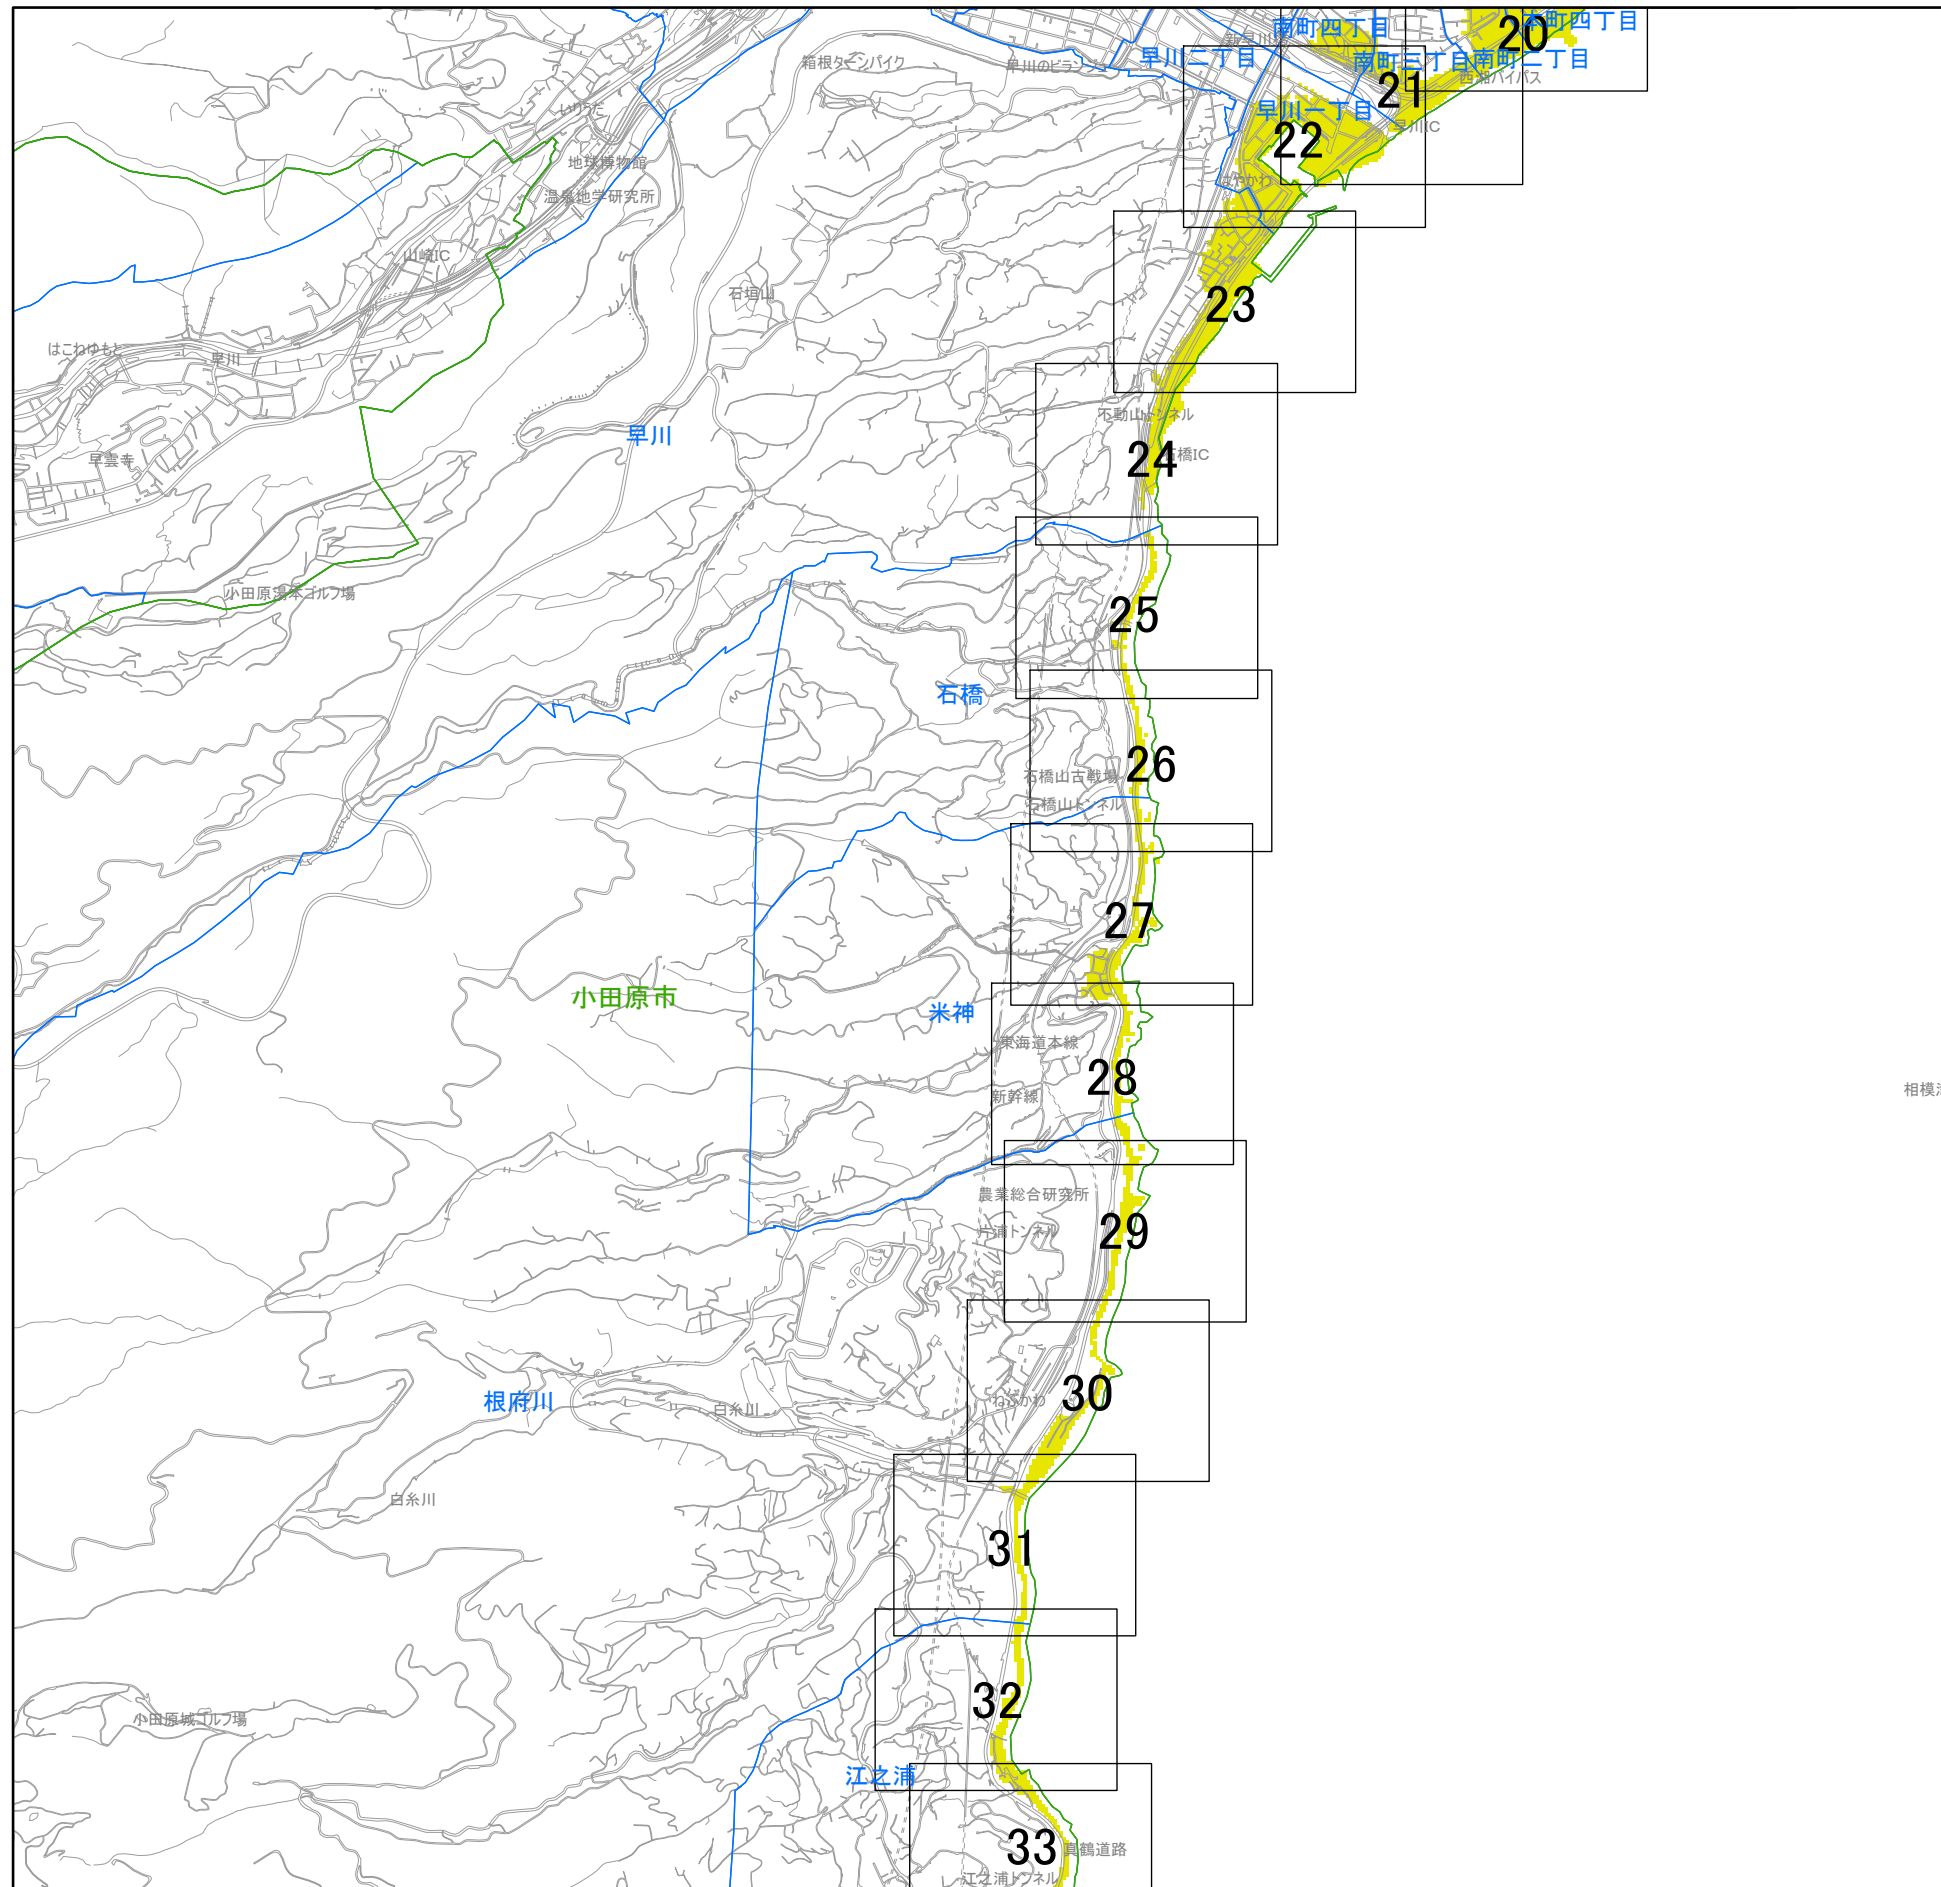 南町四丁目
本町四丁目
20
新早川
早川二丁目
南町三丁目
南町二丁目
箱根ターンパイク
早川のビランジュ
西湘バイパス
21
いりうだ
早川一丁目
早川IC
22
地球博物館
はやかわ
温泉地学研究所
山崎IC
石垣山
23
はこねゆもと
早川
不動山トンネル
早川
石橋IC
24
早雲寺
小田原湯本ゴルフ場
25
石橋
26
石橋山古戦場
石橋山トンネル
27
小田原市
米神
東海道本線
28
相模
新幹線
農業総合研究所
片浦トンネル
29
30
根府川
白糸川
ねぶかわ
白糸川
31
32
小田原城ゴルフ場
江之浦
33
真鶴道路
江之浦トンネル